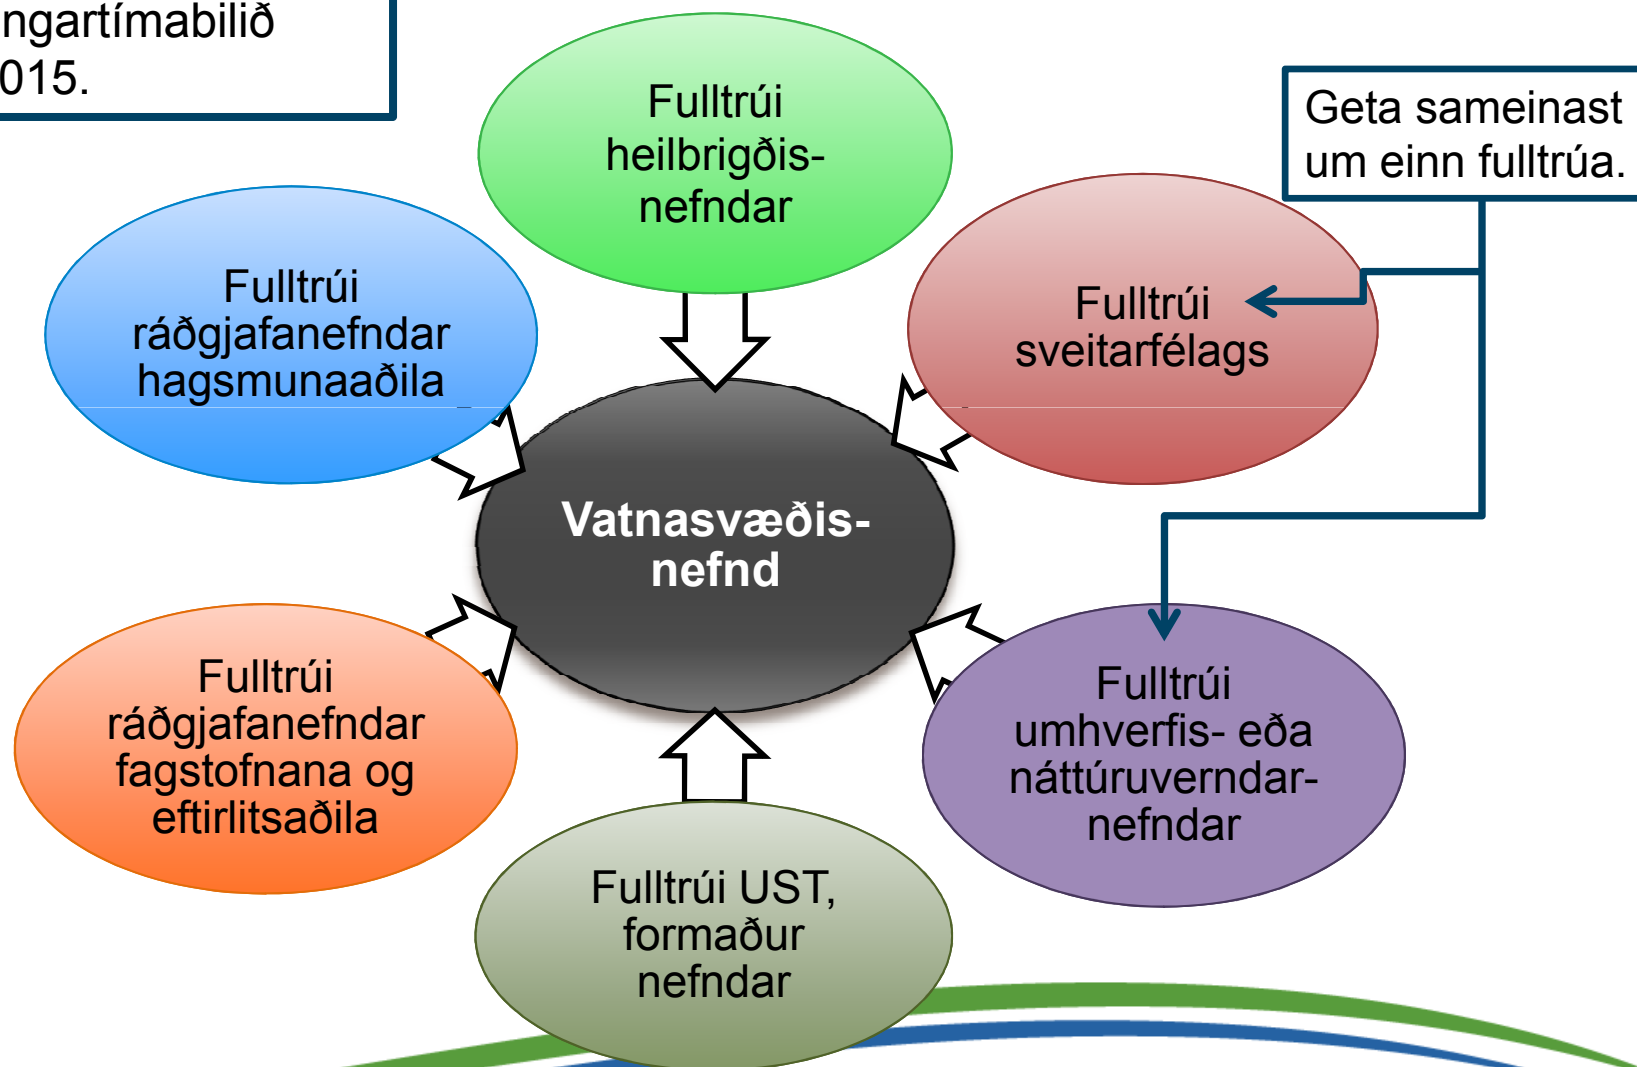 ngartímabilið
015.
Fulltrúi
heilbrigðis-
nefndar
Geta sameinast
um einn fulltrúa.
Fulltrúi
ráðgjafanefndar
hagsmunaaðila
Fulltrúi
sveitarfélags
Vatnasvæðis-
nefnd
Fulltrúi
ráðgjafanefndar
fagstofnana og
eftirlitsaðila
Fulltrúi
umhverfis- eða
náttúruverndar-
nefndar
Fulltrúi UST,
formaður
nefndar